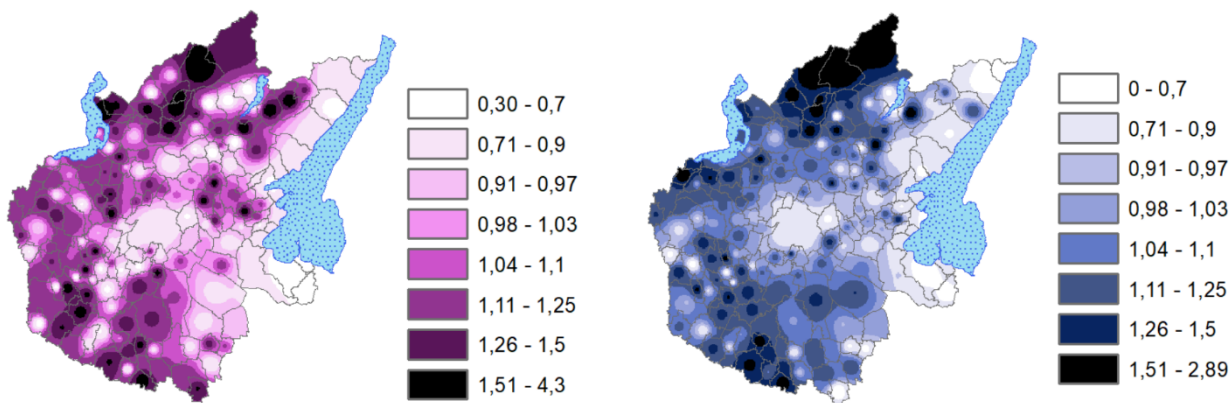 0,30 - 0,7
0,71 - 0,9
0,91 - 0,97
0,98 - 1,03
1,04 - 1,1
1,11 - 1,25
1,26 - 1,5
1,51 - 4,3
0 - 0,7
0,71 - 0,9
0,91 - 0,97
0,98 - 1,03
1,04 - 1,1
1,11 - 1,25
1,26 - 1,5
1,51 - 2,89